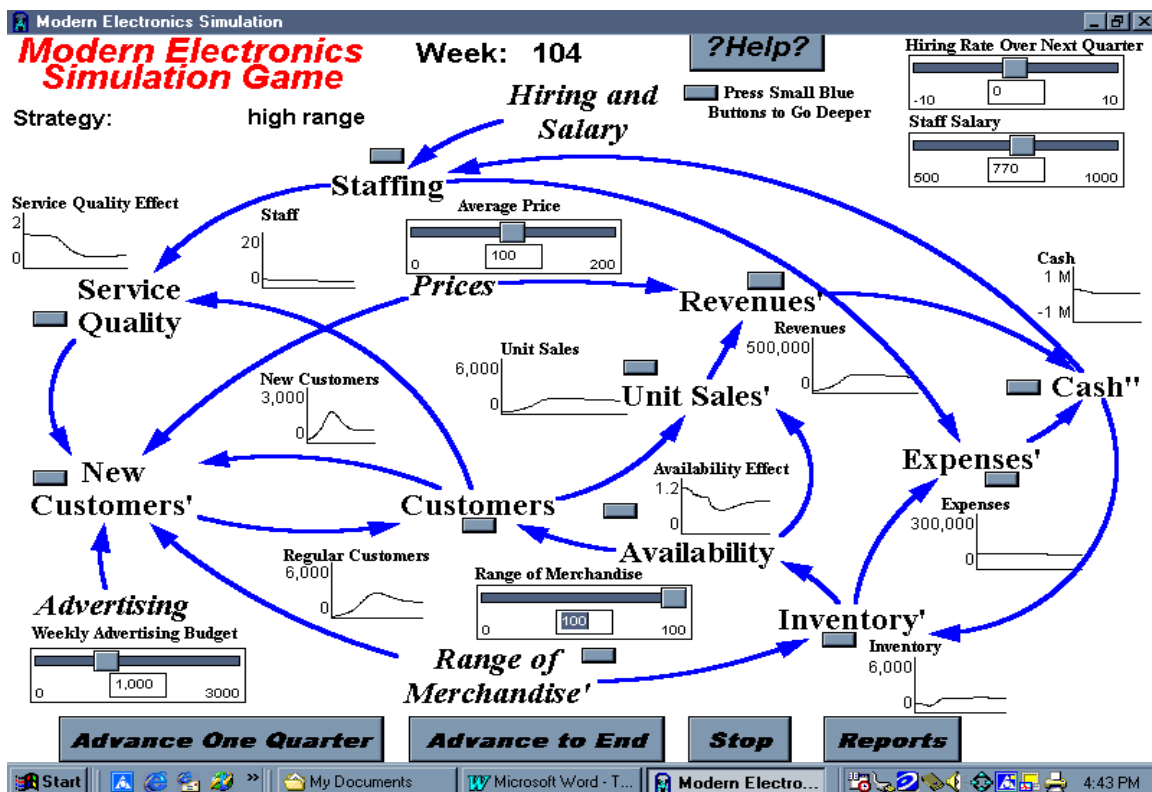 Modern Electronics Simulation
Modern Electronics
Simulation Game
Week: 104
?Help?
Strategy: high range
Press Small Blue
Buttons to Go Deeper
Hiring Rate Over Next Quarter
0
-10 10
Staff Salary
770
500 1000
Hiring and
Salary
Staffing
Service Quality Effect
2
0
Staff
20
0
Average Price
100
0 200
Prices
Service
Quality
Revenues'
Cash
1 M
-1 M
Revenues
500,000
0
Unit Sales
6,000
0
Unit Sales'
Cash"
New Customers
3,000
0
New
Customers'
Customers
Availability Effect
1.2
0
Availability
Expenses'
Expenses
300,000
0
Regular Customers
6,000
0
Advertising
Weekly Advertising Budget
1,000
0 3000
Range of Merchandise
100
0 100
Range of
Merchandise'
Inventory'
Inventory
6,000
0
Advance One Quarter
Advance to End
Stop
Reports
Start
»
My Documents
Microsoft Word - T...
Modern Electro...
4:43 PM